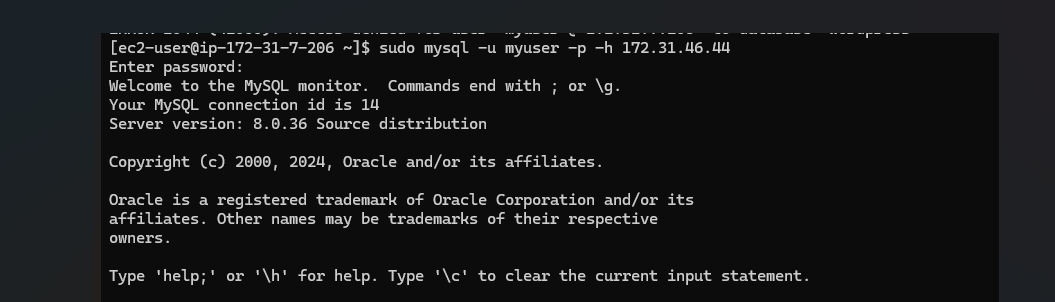 [ec2-user@ip-172-31-7-206 ~]$ sudo mysql -u myuser -p -h 172.31.46.44
Enter password:
Welcome to the MySQL monitor.  Commands end with ; or \g.
Your MySQL connection id is 14
Server version: 8.0.36 Source distribution

Copyright (c) 2000, 2024, Oracle and/or its affiliates.

Oracle is a registered trademark of Oracle Corporation and/or its
affiliates. Other names may be trademarks of their respective
owners.

Type 'help;' or '\h' for help. Type '\c' to clear the current input statement.